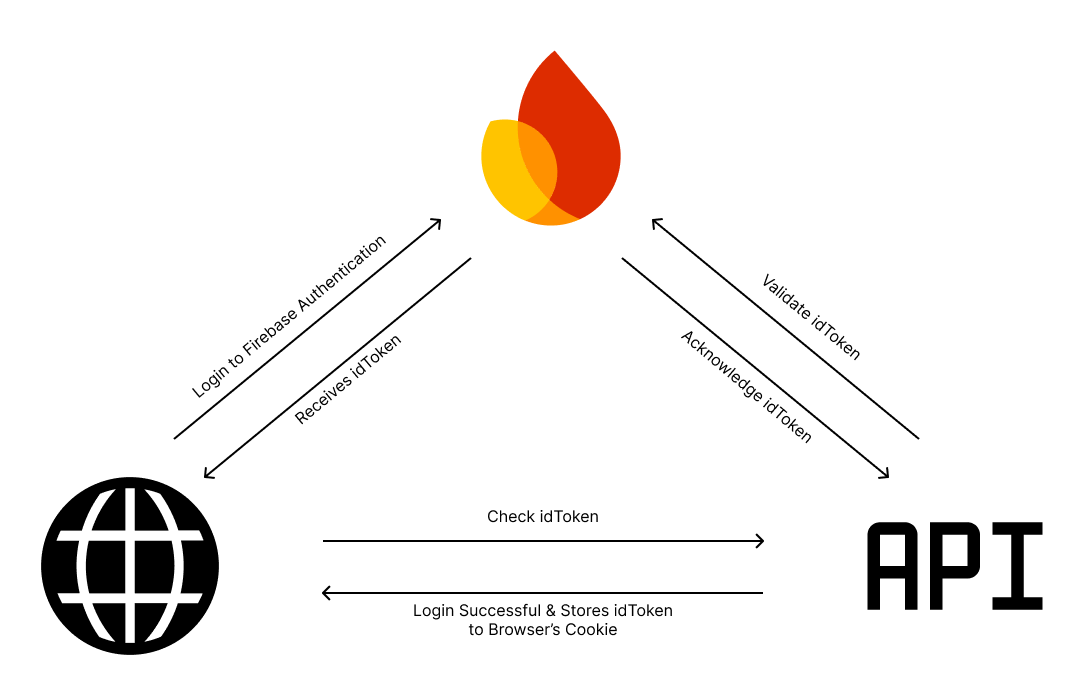 Login to Firebase Authentication
Receives idToken
Validate idToken
Acknowledge idToken
Check idToken
Login Successful & Stores idToken
to Browser’s Cookie
API